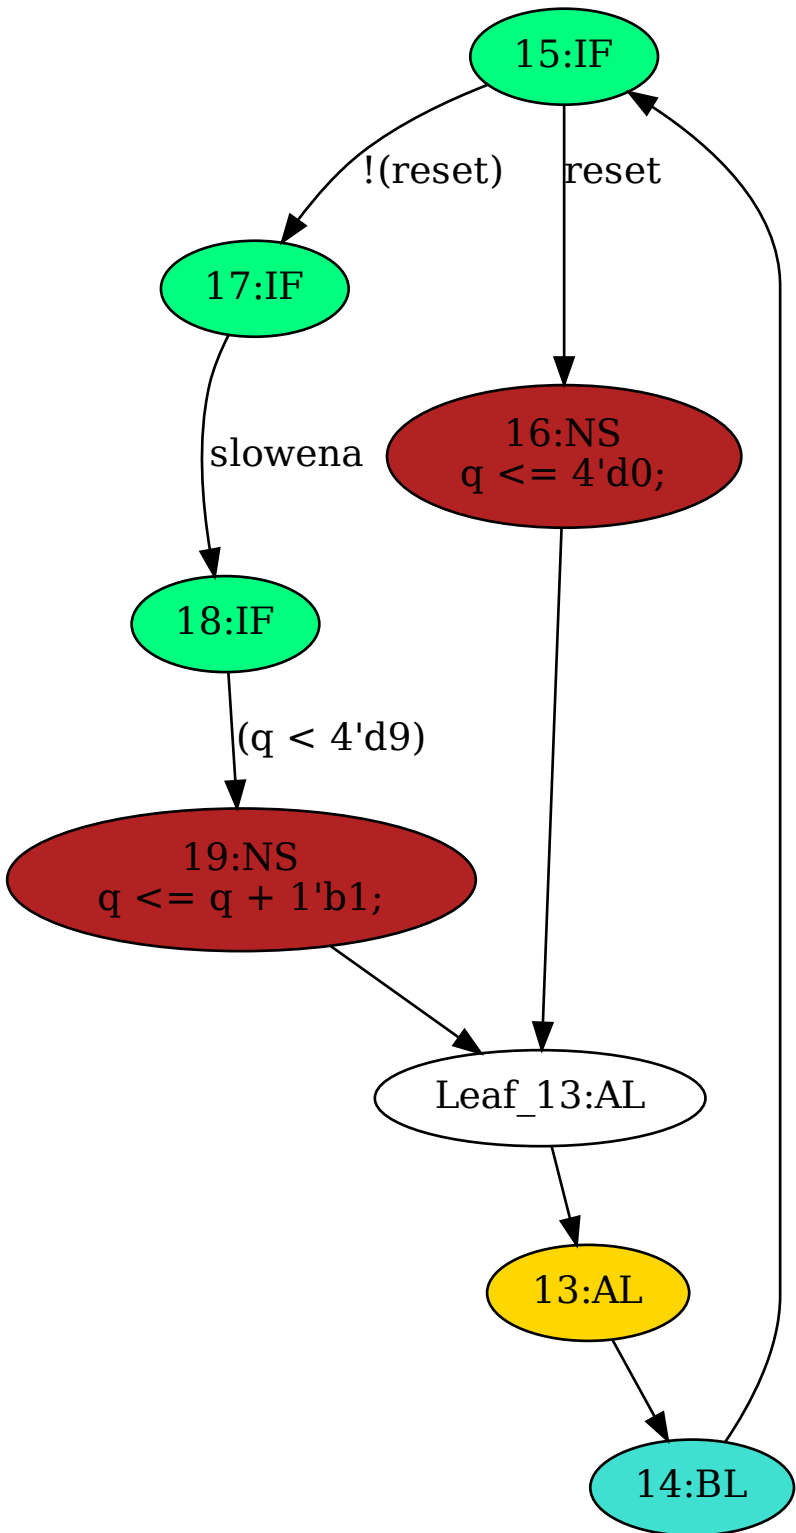 15:IF
!(reset)
reset
17:IF
16:NS
q <= 4'd0;
slowena
18:IF
(q < 4'd9)
19:NS
q <= q + 1'b1;
Leaf_13:AL
13:AL
14:BL